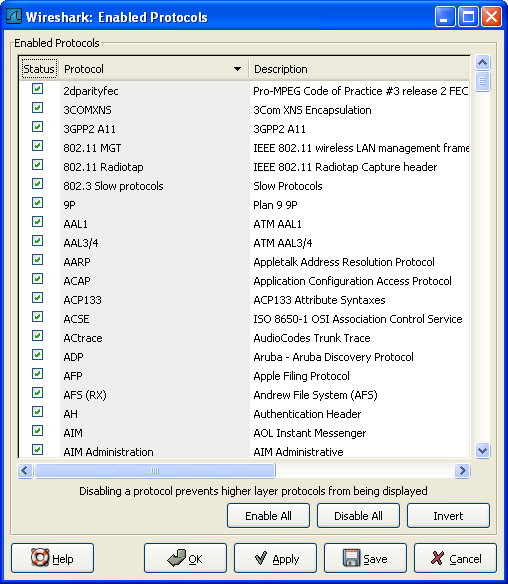 Wireshark: Enabled Protocols
Enabled Protocols
Status Protocol Description
2dparityfec Pro-MPEG Code of Practice #3 release 2 FEC
3COMXNS 3Com XNS Encapsulation
3GPP2 A11 3GPP2 A11
802.11 MGT IEEE 802.11 wireless LAN management frame
802.11 Radiotap IEEE 802.11 Radiotap Capture header
802.3 Slow protocols Slow Protocols
9P Plan 9 9P
AAL1 ATM AAL1
AAL3/4 ATM AAL3/4
AARP Appletalk Address Resolution Protocol
ACAP Application Configuration Access Protocol
ACP133 ACP133 Attribute Syntaxes
ACSE ISO 8650-1 OSI Association Control Service
ACtrace AudioCodes Trunk Trace
ADP Aruba - Aruba Discovery Protocol
AFP Apple Filing Protocol
AFS (RX) Andrew File System (AFS)
AH Authentication Header
AIM AOL Instant Messenger
AIM Administration AIM Administrative
Disabling a protocol prevents higher layer protocols from being displayed
Enable All Disable All Invert
Help OK Apply Save Cancel